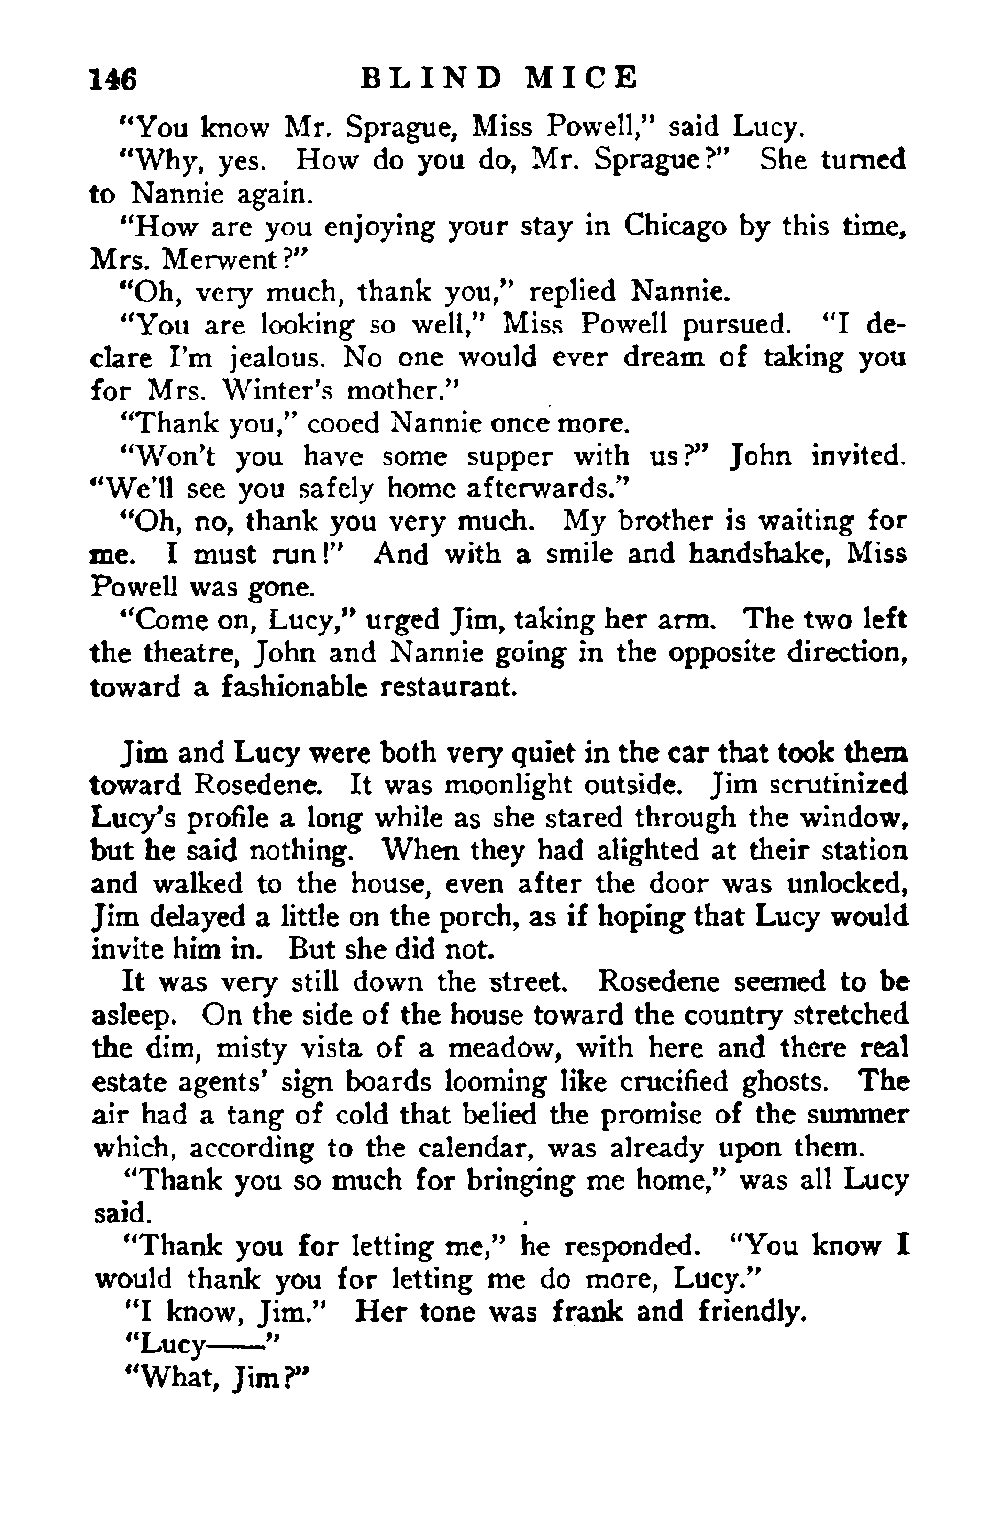 146 BLIND MICE
“You know Mr. Sprague, Miss Powell,” said Lucy.
“Why, yes. How do you do, Mr. Sprague?” She turned
to Nannie again.
“How are you enjoying your stay in Chicago by this time,
Mrs. Merwent?”
“Oh, very much, thank you,” replied Nannie.
“You are looking so well,” Miss Powell pursued. “I de-
clare I’m jealous. No one would ever dream of taking you
for Mrs. Winter’s mother.”
“Thank you,” cooed Nannie once more.
“Won’t you have some supper with us?” John invited.
“We’ll see you safely home afterwards.”
“Oh, no, thank you very much. My brother is waiting for
me. I must run!” And with a smile and handshake, Miss
Powell was gone.
“Come on, Lucy,” urged Jim, taking her arm. The two left
the theatre, John and Nannie going in the opposite direction,
toward a fashionable restaurant.
Jim and Lucy were both very quiet in the car that took them
toward Rosedene. It was moonlight outside. Jim scrutinized
Lucy’s profile a long while as she stared through the window,
but he said nothing. When they had alighted at their station
and walked to the house, even after the door was unlocked,
Jim delayed a little on the porch, as if hoping that Lucy would
invite him in. But she did not.
It was very still down the street. Rosedene seemed to be
asleep. On the side of the house toward the country stretched
the dim, misty vista of a meadow, with here and there real
estate agents’ sign boards looming like crucified ghosts. The
air had a tang of cold that belied the promise of the summer
which, according to the calendar, was already upon them.
“Thank you so much for bringing me home,” was all Lucy
said.
“Thank you for letting me,” he responded. “You know I
would thank you for letting me do more, Lucy.”
“I know, Jim.” Her tone was frank and friendly.
“Lucy——”
“What, Jim?”